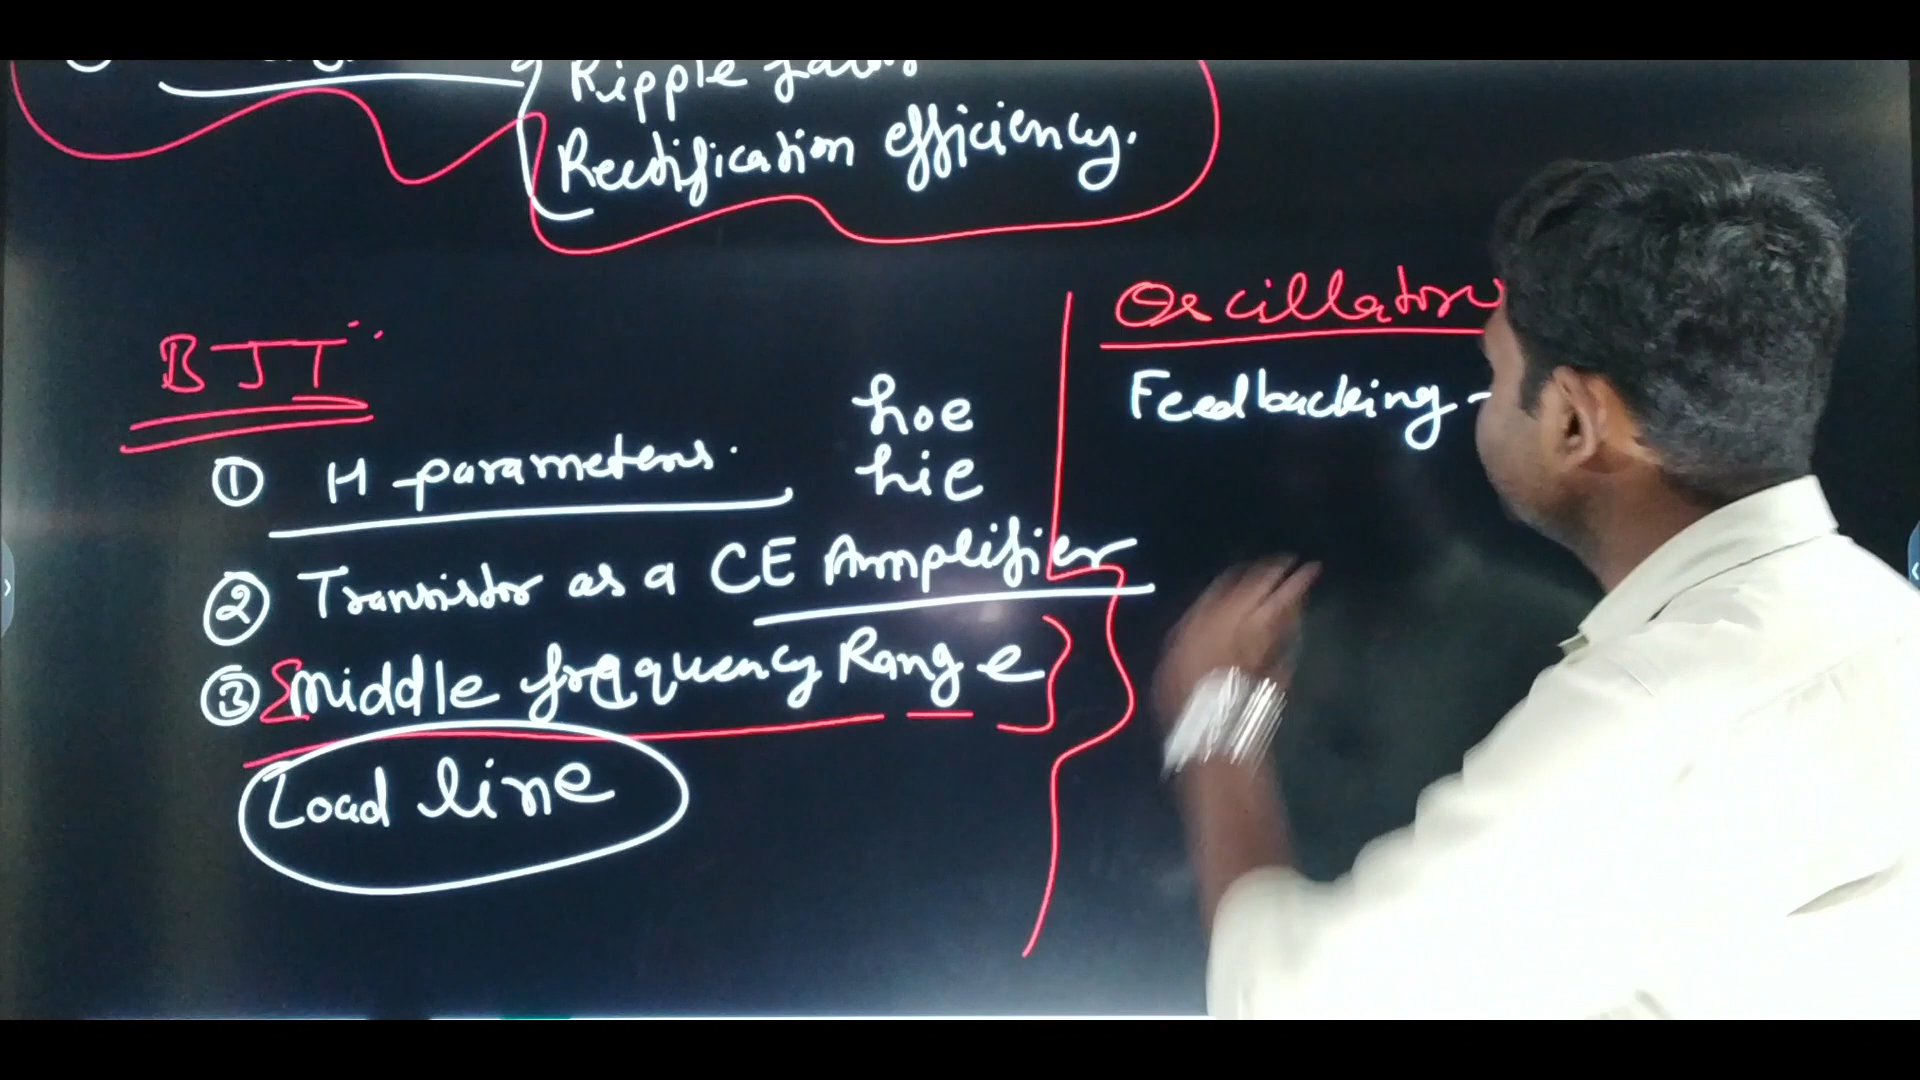 Ripple
Rectification efficiency.
BJT
① H-parameters.
hoe
hie
② Transistor as a CE Amplifier
③ Middle frequency Range
Load line
Oscillator
Feedbacking -